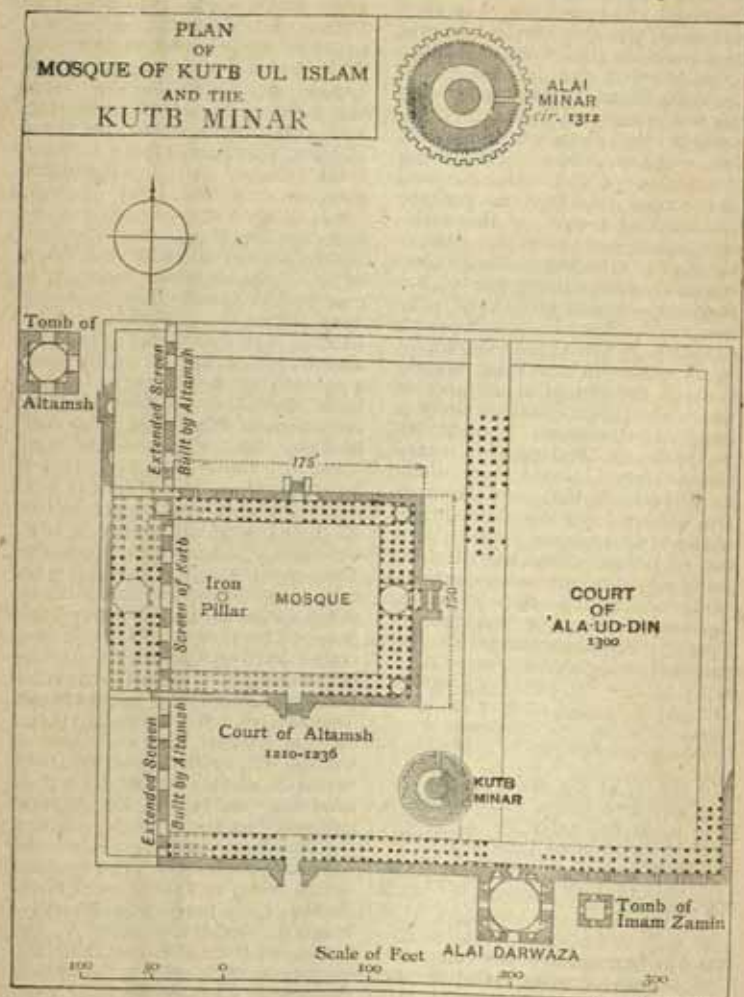 PLAN
OF
MOSQUE OF KUTB UL ISLAM
AND THE
KUTB MINAR
ALAI
MINAR
cir. 1312
Tomb of
Altamsh
Extended Screen
Built by Altamsh
175'
Screen of Kutb
Iron
Pillar
MOSQUE
150
COURT
OF
'ALA-UD-DIN
1300
Court of Altamsh
1210-1236
Extended Screen
Built by Altamsh
KUTB
MINAR
Tomb of
Imam Zamin
Scale of Feet
ALAI DARWAZA
100 50 0 100 200 300